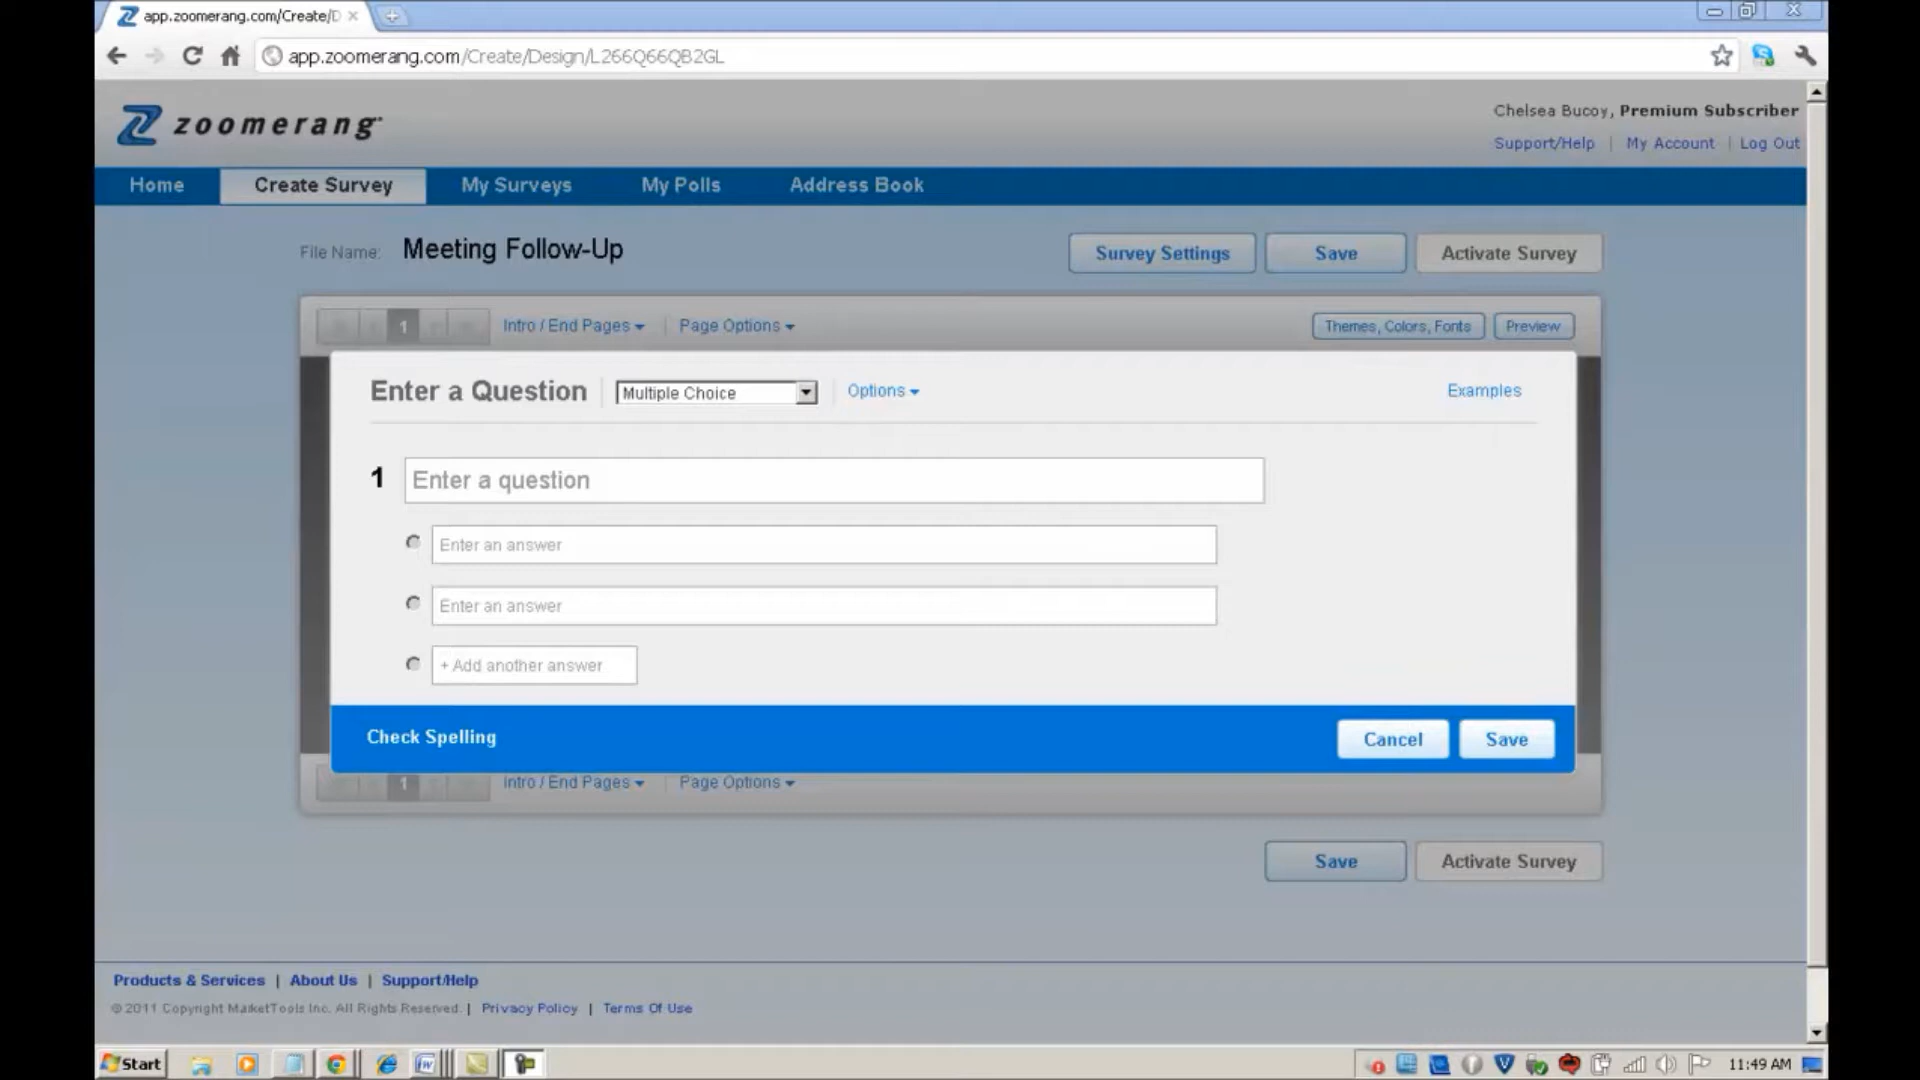 app.zoomerang.com/Create/D
app.zoomerang.com/Create/Design/L266Q66QB2GL
zoomerang
Chelsea Bucoy, Premium Subscriber
Support/Help | My Account | Log Out
Home Create Survey My Surveys My Polls Address Book
File Name: Meeting Follow-Up Survey Settings Save Activate Survey
1 Intro / End Pages Page Options Themes, Colors, Fonts Preview
Enter a Question Multiple Choice Options Examples
1 Enter a question
Enter an answer
Enter an answer
+ Add another answer
Check Spelling Cancel Save
1 Intro / End Pages Page Options
Save Activate Survey
Products & Services | About Us | Support/Help
© 2011 Copyright MarketTools Inc. All Rights Reserved. | Privacy Policy | Terms Of Use
Start 11:49 AM